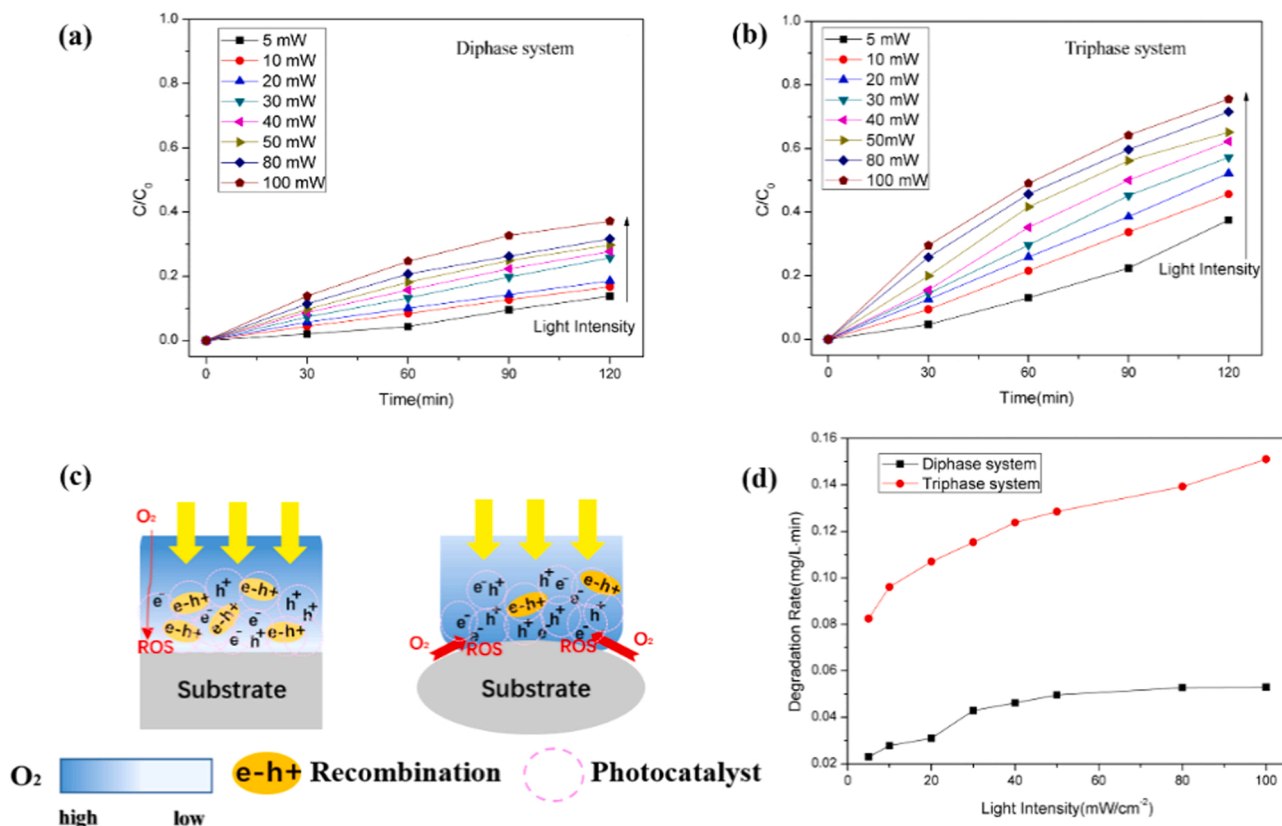 (a)
Diphase system
5 mW
10 mW
20 mW
30 mW
40 mW
50 mW
80 mW
100 mW
Light Intensity
C/C0
1.0
0.8
0.6
0.4
0.2
0.0
0 30 60 90 120
Time(min)
(b)
Triphase system
5 mW
10 mW
20 mW
30 mW
40 mW
50mW
80 mW
100 mW
Light Intensity
C/C0
1.0
0.8
0.6
0.4
0.2
0.0
0 30 60 90 120
Time(min)
(c)
O2
e- e-h+ h+ e-h+ h+
e-h+ e- e-h+ e- h+
ROS e-h+ e- h+ e-h+
Substrate
e- h+ h+ e- e-h+
e-h+ e- h+
e- h+ h+
e- h+ e- e-
O2 ROS ROS O2
Substrate
O2
high low
e-h+ Recombination
Photocatalyst
(d)
Diphase system
Triphase system
Degradation Rate(mg/L·min)
0.16
0.14
0.12
0.10
0.08
0.06
0.04
0.02
0 20 40 60 80 100
Light Intensity(mW/cm-2)